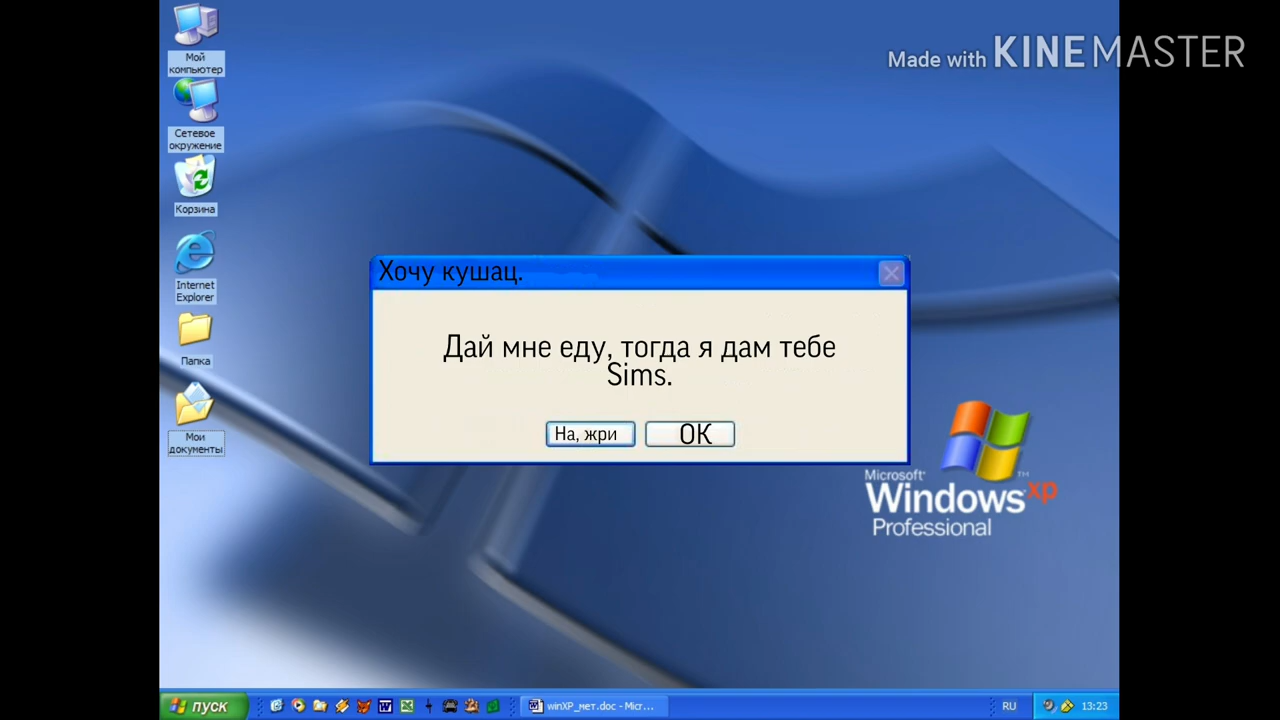 Made with KINEMASTER
Мой
компьютер
Сетевое
окружение
Корзина
Internet
Explorer
Папка
Мои
документы
Хочу кушац.
Дай мне еду, тогда я дам тебе
Sims.
На, жри
ОК
Microsoft
Windows xp
Professional
пуск
winXP_мет.doc - Micr...
RU
13:23